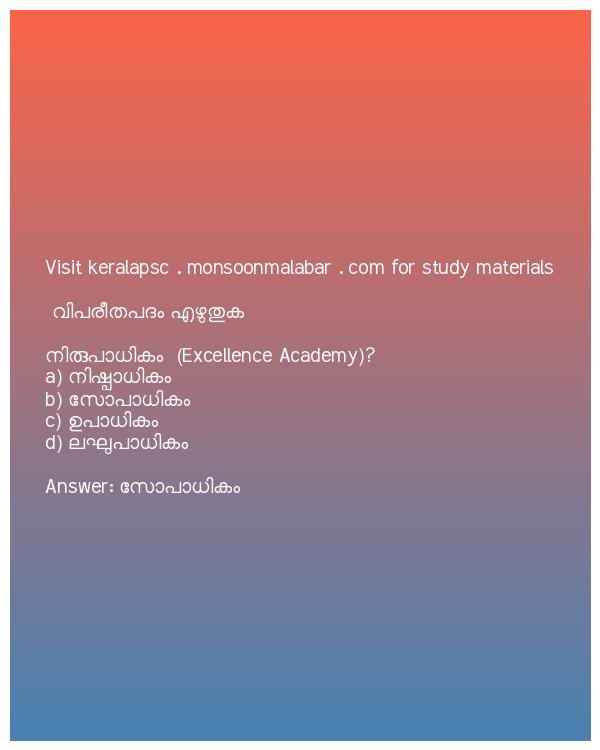 Visit keralapsc . monsoonmalabar . com for study materials
വിപരീതപദം എഴുതുക
നിരുപാധികം (Excellence Academy)?
a) നിഷ്പാധികം
b) സോപാധികം
c) ഉപാധികം
d) ലഘുപാധികം
Answer: സോപാധികം